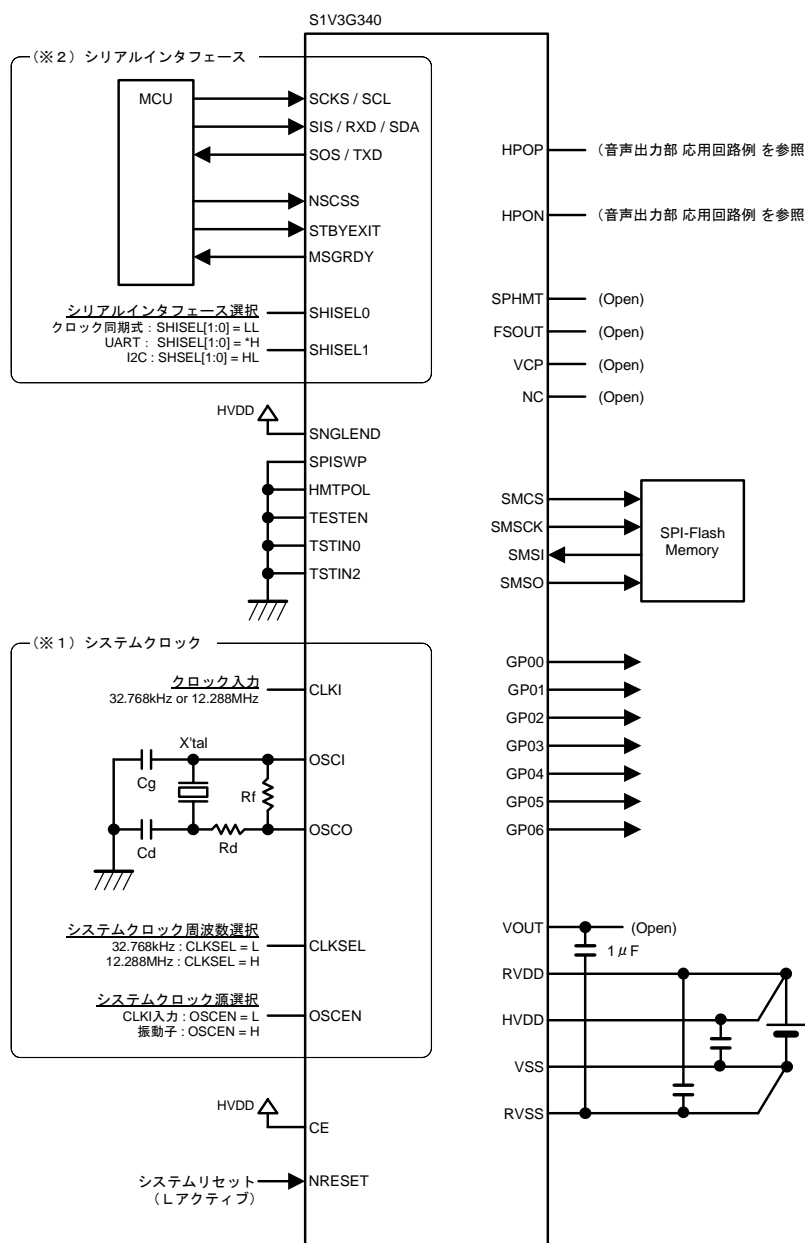 S1V3G340
(※2) シリアルインタフェース
MCU
SCKS / SCL
SIS / RXD / SDA
SOS / TXD
NSCSS
STBYEXIT
MSGRDY
シリアルインタフェース選択
クロック同期式 : SHISEL[1:0] = LL
UART : SHISEL[1:0] = *H
I2C : SHSEL[1:0] = HL
SHISEL0
SHISEL1
HVDD
SNGLEND
SPISWP
HMTPOL
TESTEN
TSTIN0
TSTIN2
(※1) システムクロック
クロック入力
32.768kHz or 12.288MHz
CLKI
X'tal
OSCI
Cg
Rf
OSCO
Cd
Rd
システムクロック周波数選択
32.768kHz : CLKSEL = L
12.288MHz : CLKSEL = H
CLKSEL
システムクロック源選択
CLKI入力 : OSCEN = L
振動子 : OSCEN = H
OSCEN
HVDD
CE
システムリセット
(Lアクティブ)
NRESET
HPOP
(音声出力部 応用回路例 を参照
HPON
(音声出力部 応用回路例 を参照
SPHMT (Open)
FSOUT (Open)
VCP (Open)
NC (Open)
SMCS
SMSCK
SMSI
SMSO
SPI-Flash
Memory
GP00
GP01
GP02
GP03
GP04
GP05
GP06
VOUT (Open)
1μF
RVDD
HVDD
VSS
RVSS